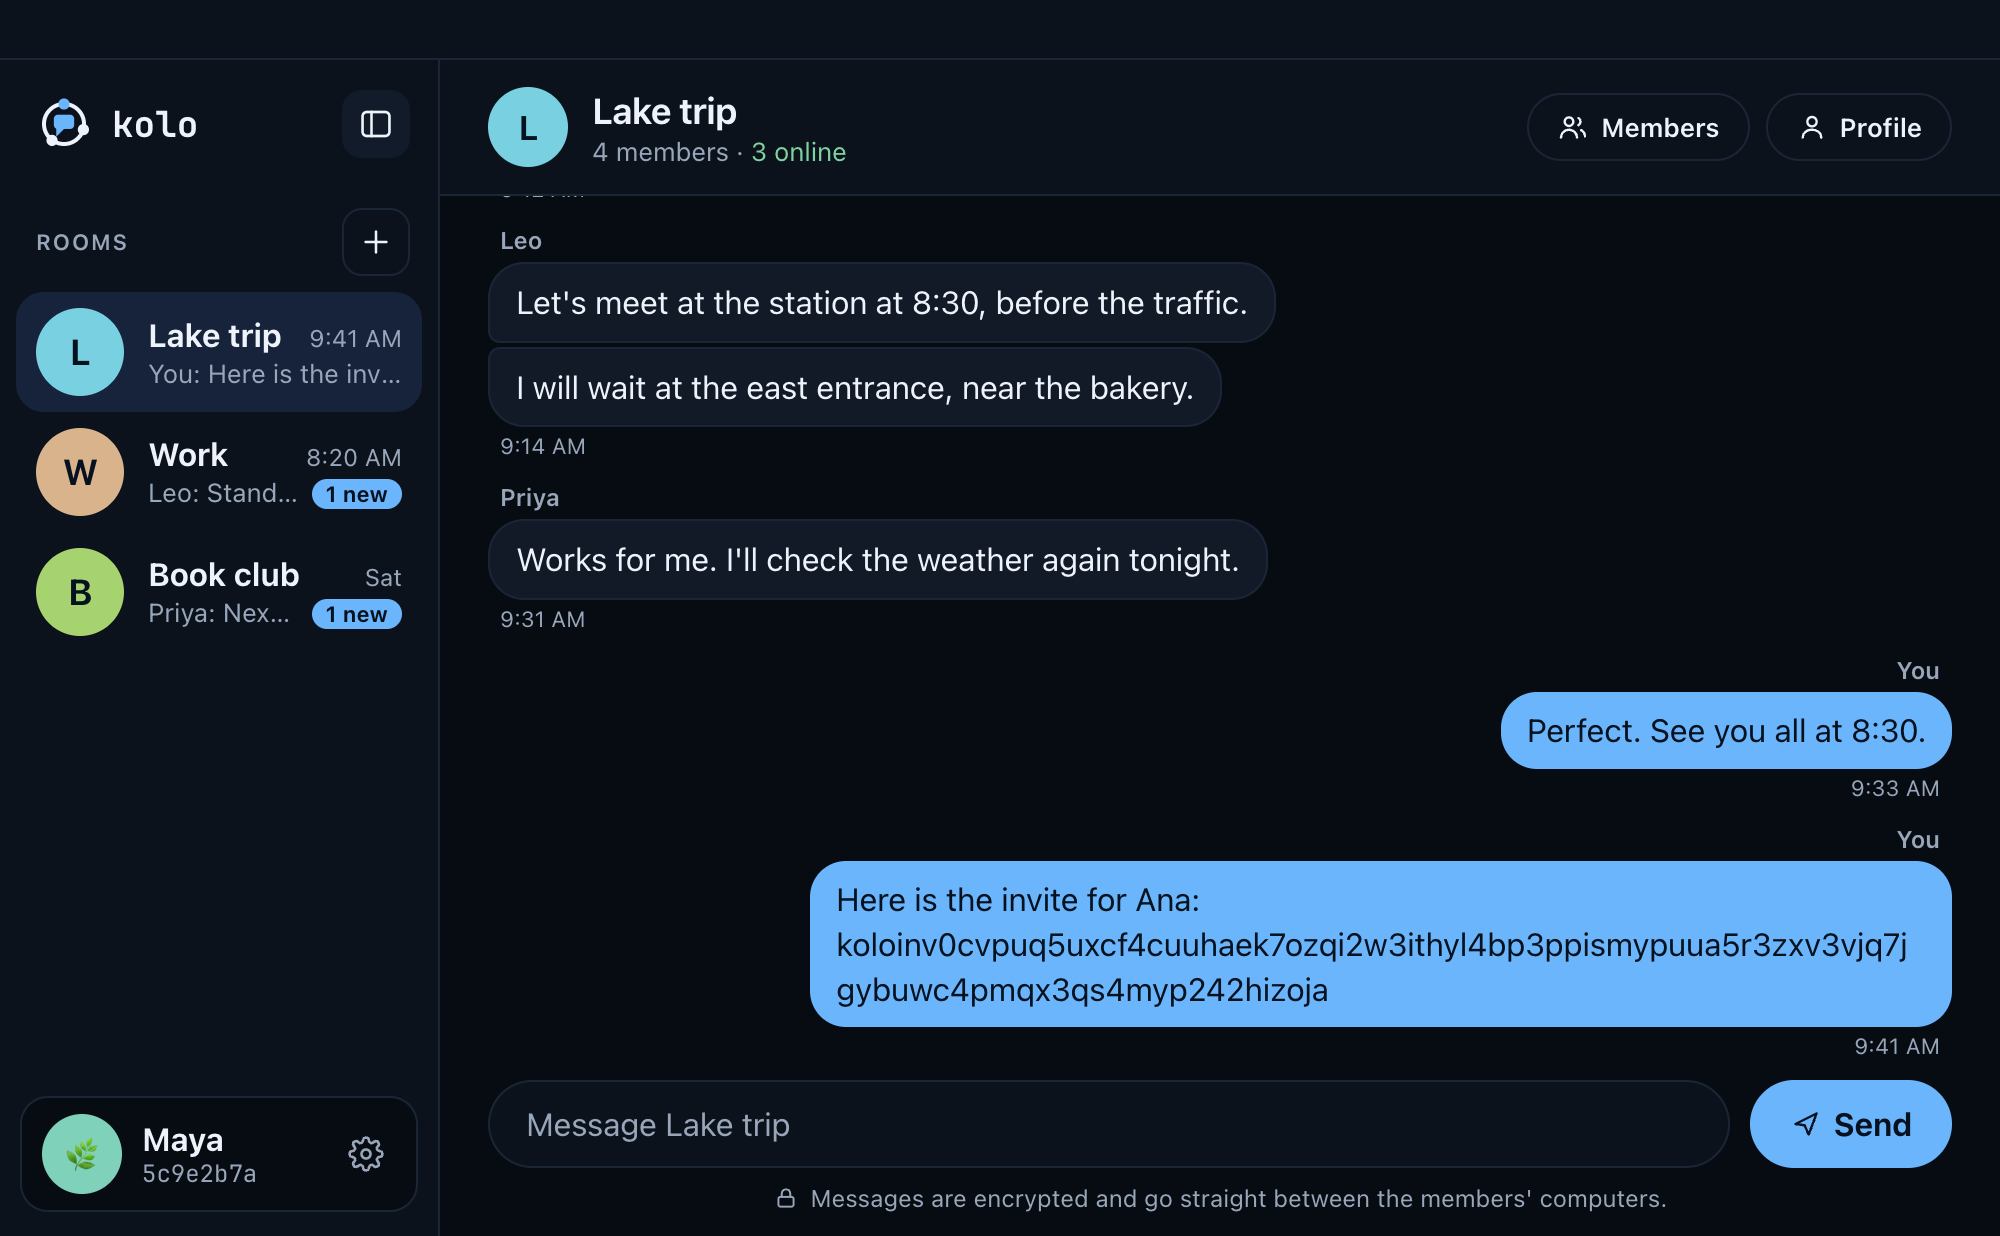 kolo
ROOMS
L
Lake trip
9:41 AM
You: Here is the inv...
W
Work
8:20 AM
Leo: Stand...
1 new
B
Book club
Sat
Priya: Nex...
1 new
Maya
5c9e2b7a
L
Lake trip
4 members · 3 online
Members
Profile
Leo
Let's meet at the station at 8:30, before the traffic.
I will wait at the east entrance, near the bakery.
9:14 AM
Priya
Works for me. I'll check the weather again tonight.
9:31 AM
You
Perfect. See you all at 8:30.
9:33 AM
You
Here is the invite for Ana:
koloinv0cvpuq5uxcf4cuuhaek7ozqi2w3ithyl4bp3ppismypuua5r3zxv3vjq7j
gybuwc4pmqx3qs4myp242hizoja
9:41 AM
Message Lake trip
Send
Messages are encrypted and go straight between the members' computers.